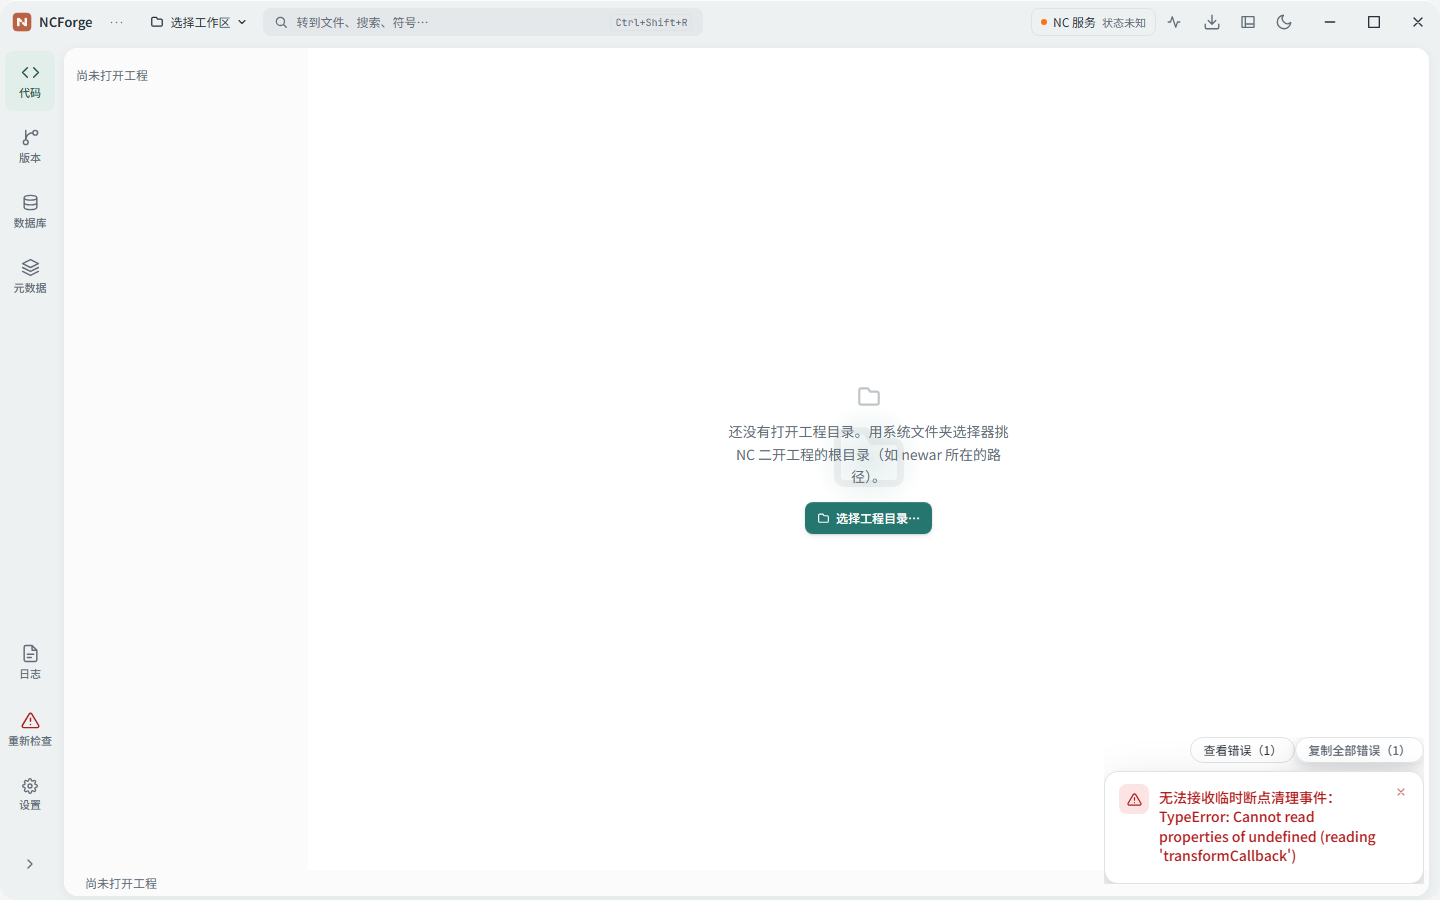 NCForge
选择工作区
转到文件、搜索、符号…
Ctrl+Shift+R
NC 服务 状态未知
代码
版本
数据库
元数据
日志
重新检查
设置
尚未打开工程
还没有打开工程目录。用系统文件夹选择器挑
NC 二开工程的根目录（如 newar 所在的路
径）。
选择工程目录…
查看错误（1）
复制全部错误（1）
无法接收临时断点清理事件：
TypeError: Cannot read
properties of undefined (reading
'transformCallback')
尚未打开工程